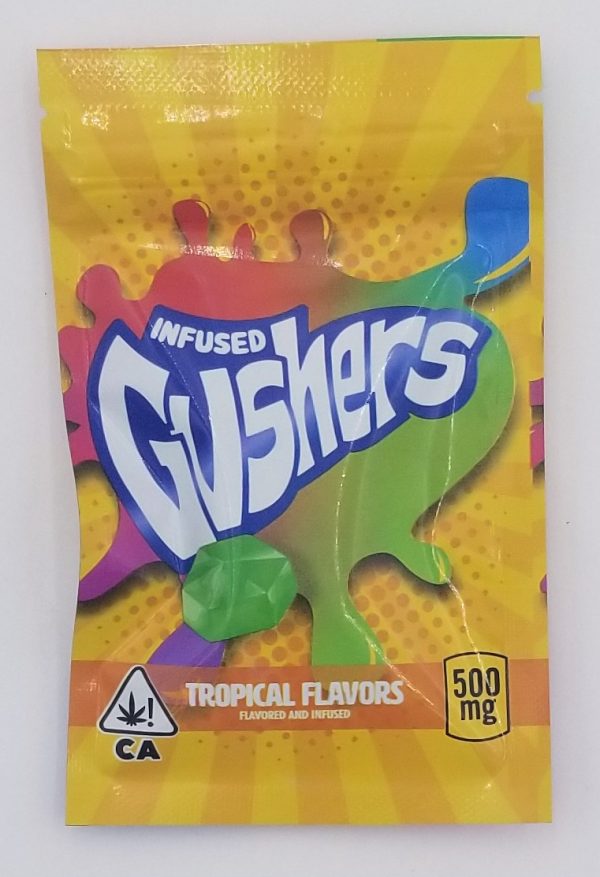 INFUSED
Gushers
TROPICAL FLAVORS
FLAVORED AND INFUSED
500
mg
!
CA